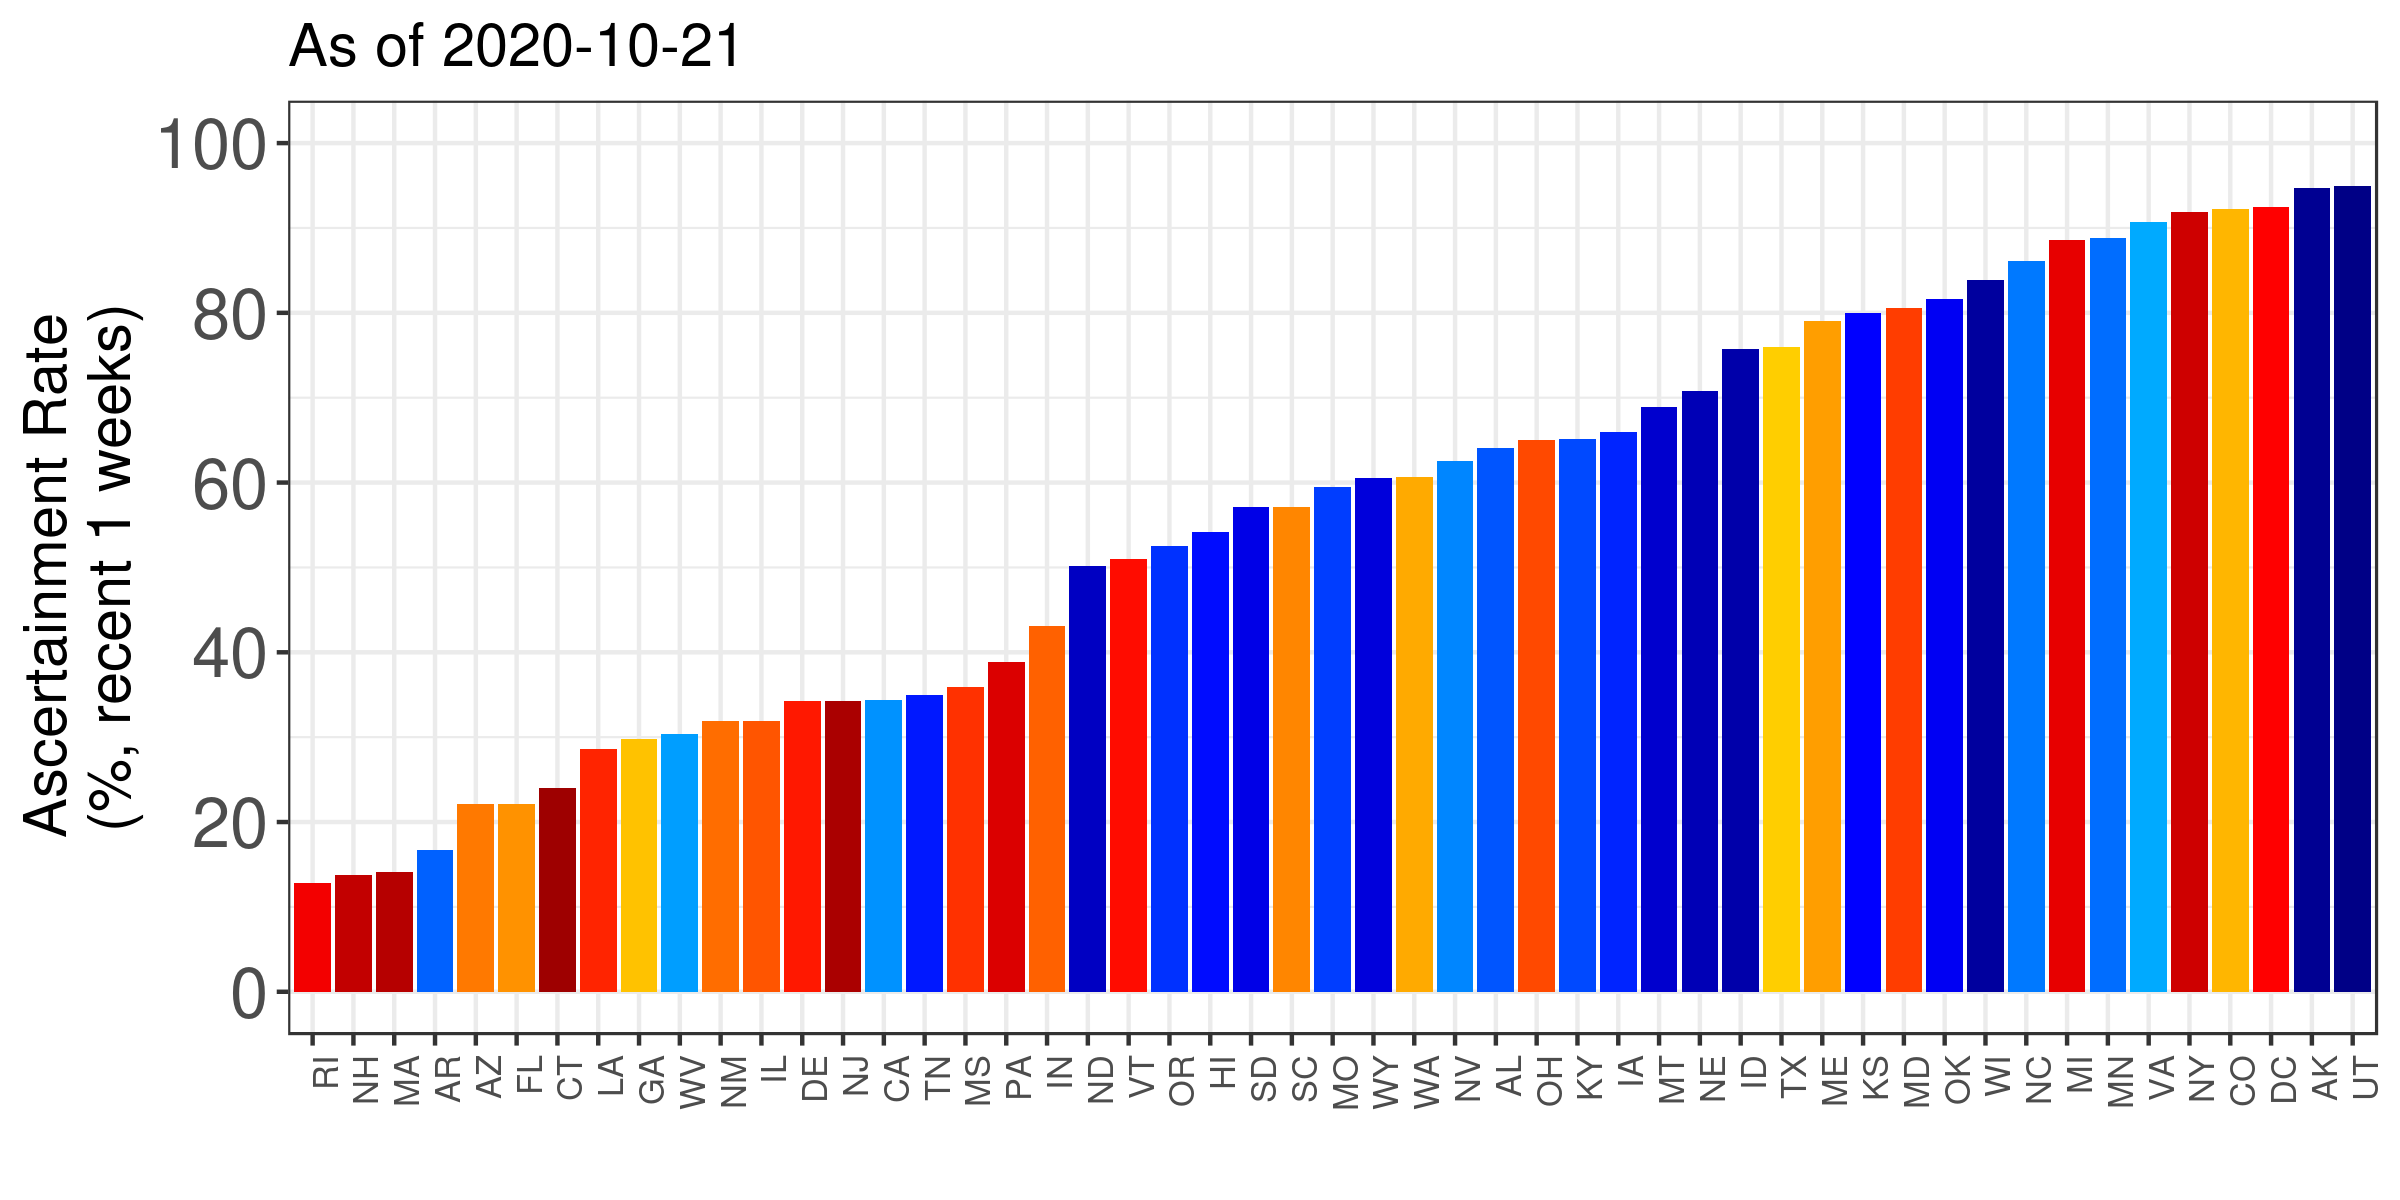 As of 2020-10-21
Ascertainment Rate
(%, recent 1 weeks)
100
80
60
40
20
0
RI NH MA AR AZ FL CT LA GA WV NM IL DE NJ CA TN MS PA IN ND VT OR HI SD SC MO WY WA NV AL OH KY IA MT NE ID TX ME KS MD OK WI NC MI MN VA NY CO DC AK UT